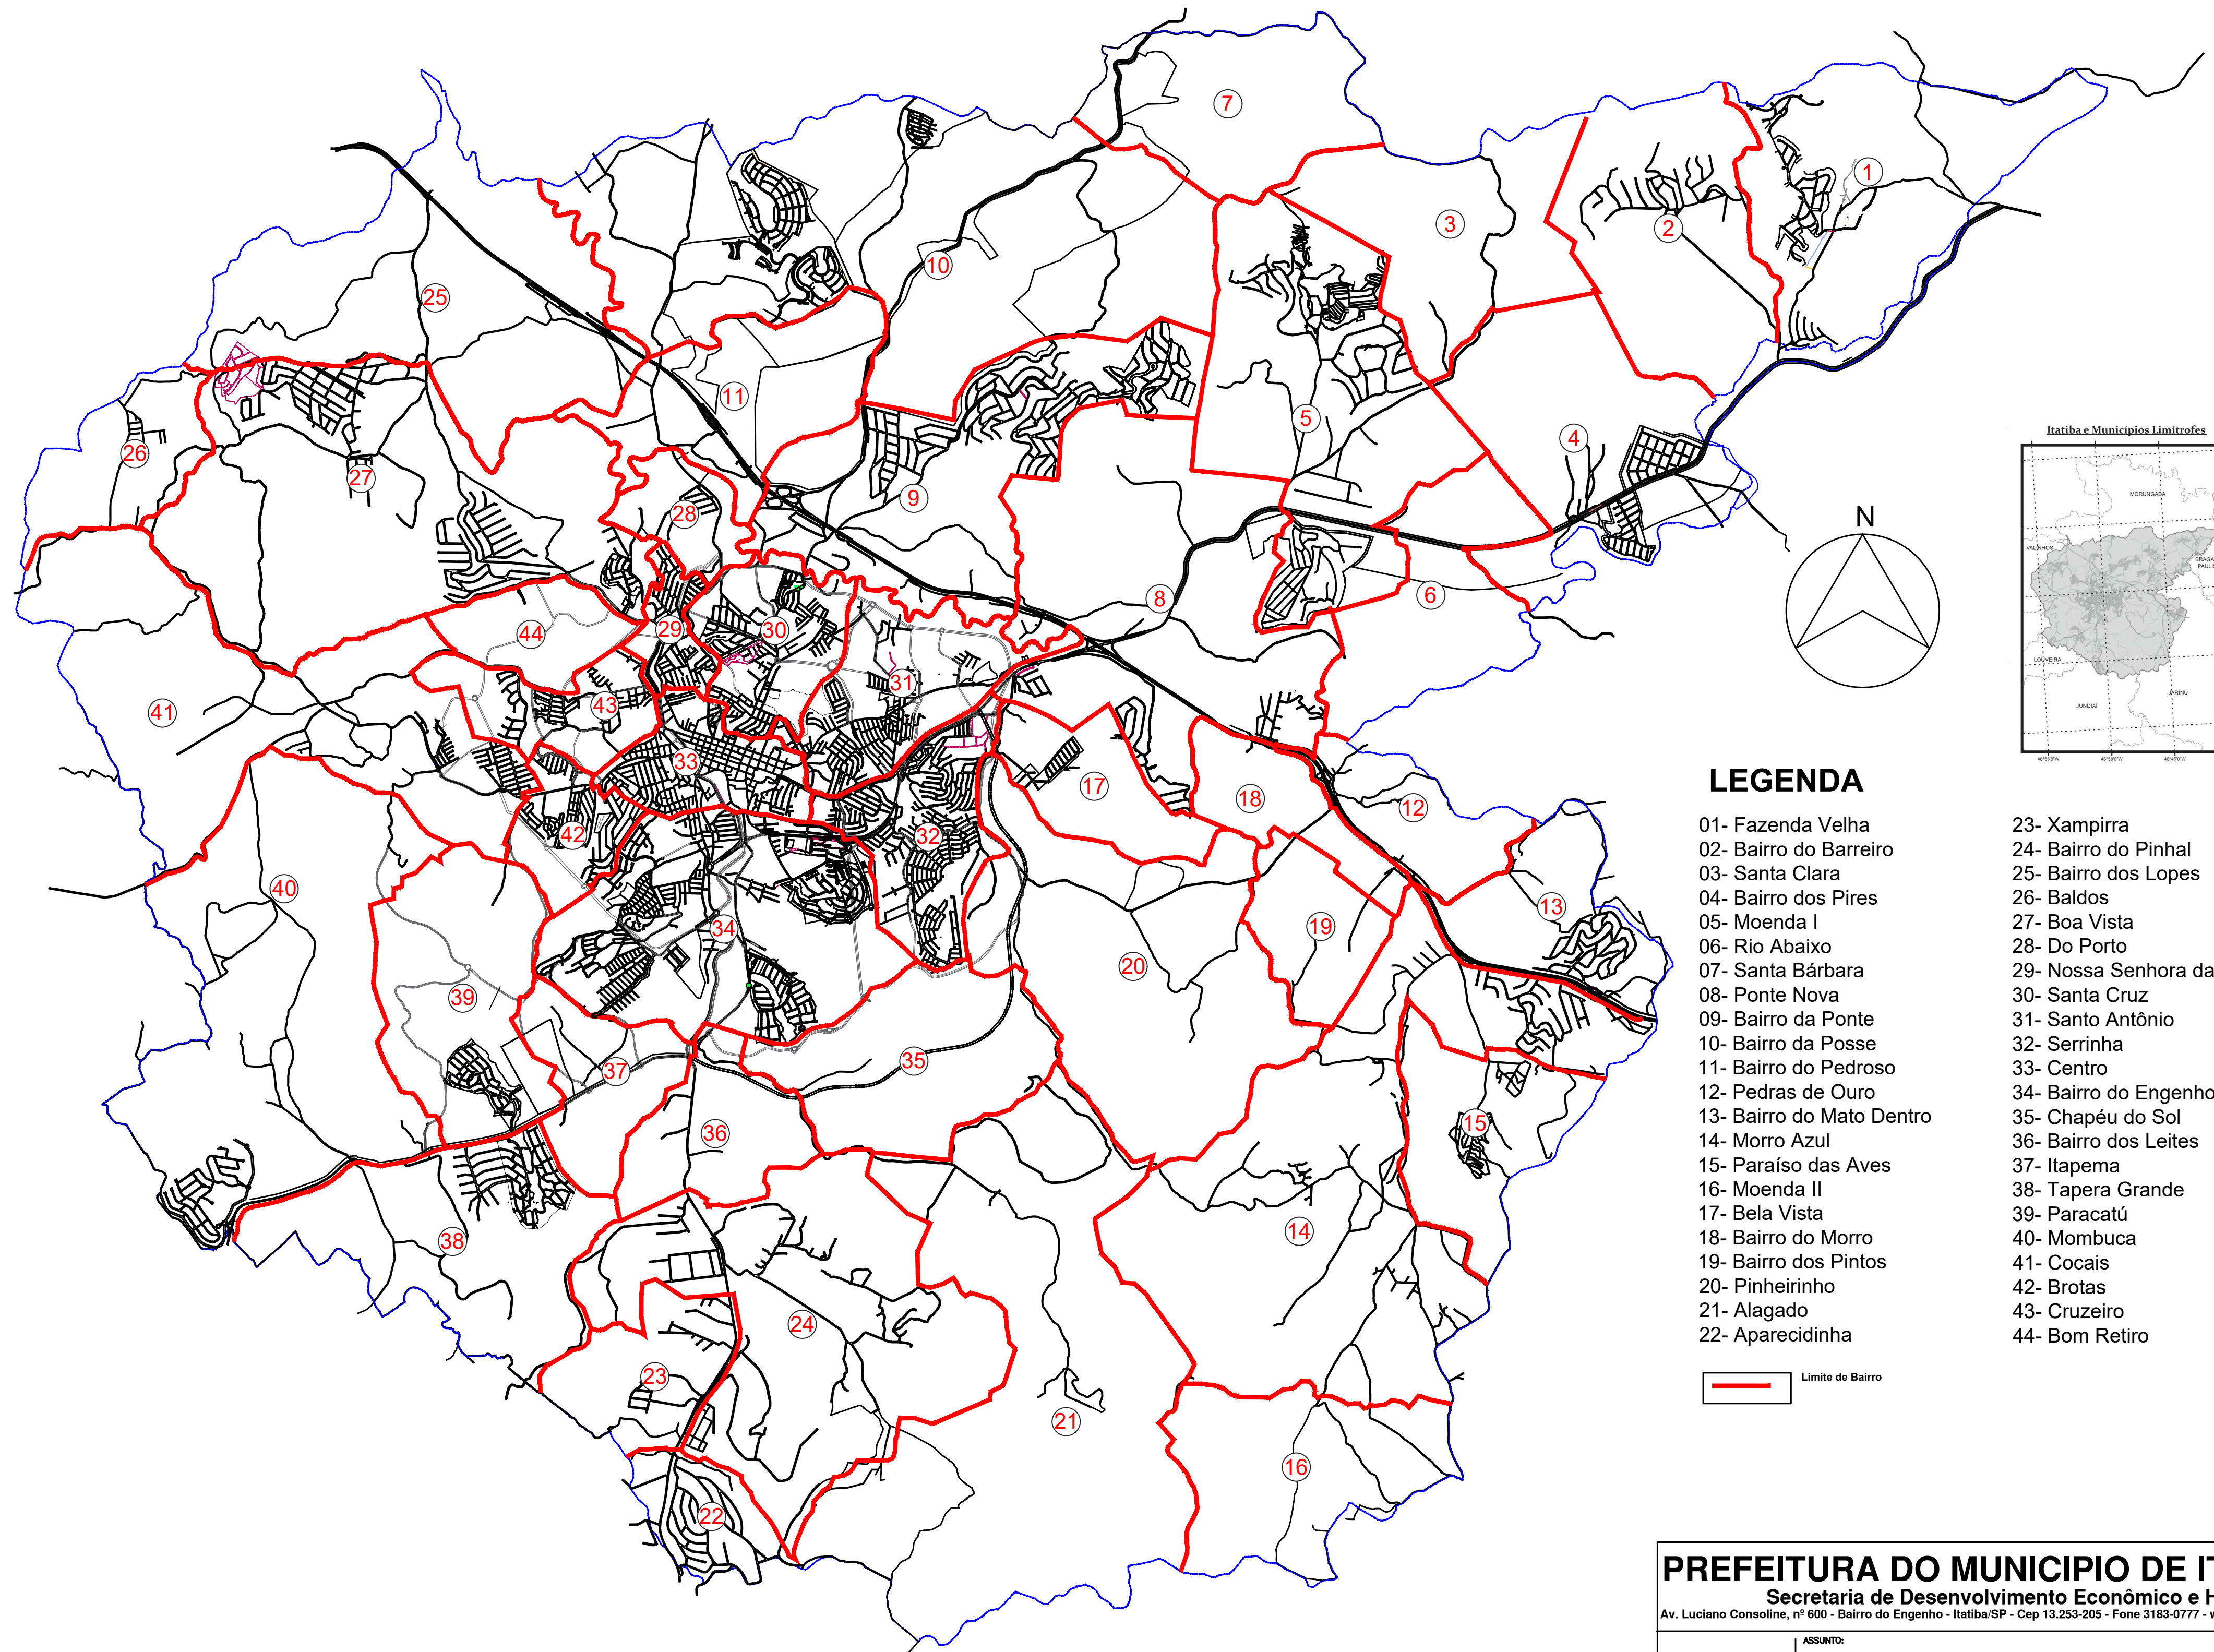 7
1
2
3
10
25
11
5
4
26
27
9
28
8
6
44
29
30
31
41
43
33
17
18
12
42
32
40
13
34
19
20
39
35
37
36
15
14
38
24
23
21
16
22
N
Itatiba e Municípios Limítrofes
MORUNGABA
VALINHOS
BRAGA
PAULI
LOUVEIRA
JARINU
JUNDIAÍ
46°55'0"W 46°50'0"W 46°45'0"W
LEGENDA
01- Fazenda Velha
02- Bairro do Barreiro
03- Santa Clara
04- Bairro dos Pires
05- Moenda I
06- Rio Abaixo
07- Santa Bárbara
08- Ponte Nova
09- Bairro da Ponte
10- Bairro da Posse
11- Bairro do Pedroso
12- Pedras de Ouro
13- Bairro do Mato Dentro
14- Morro Azul
15- Paraíso das Aves
16- Moenda II
17- Bela Vista
18- Bairro do Morro
19- Bairro dos Pintos
20- Pinheirinho
21- Alagado
22- Aparecidinha
23- Xampirra
24- Bairro do Pinhal
25- Bairro dos Lopes
26- Baldos
27- Boa Vista
28- Do Porto
29- Nossa Senhora da
30- Santa Cruz
31- Santo Antônio
32- Serrinha
33- Centro
34- Bairro do Engenho
35- Chapéu do Sol
36- Bairro dos Leites
37- Itapema
38- Tapera Grande
39- Paracatú
40- Mombuca
41- Cocais
42- Brotas
43- Cruzeiro
44- Bom Retiro
Limite de Bairro
PREFEITURA DO MUNICIPIO DE IT
Secretaria de Desenvolvimento Econômico e H
Av. Luciano Consoline, nº 600 - Bairro do Engenho - Itatiba/SP - Cep 13.253-205 - Fone 3183-0777 - w
ASSUNTO: